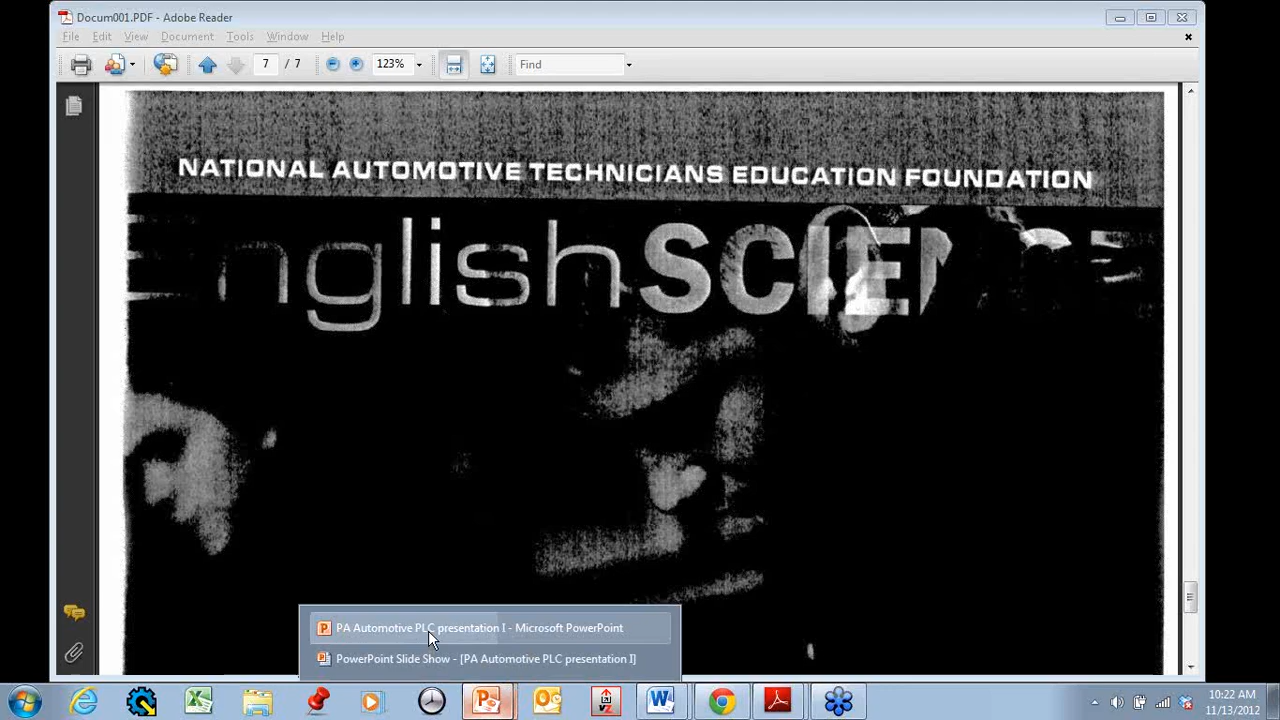 Docum001.PDF - Adobe Reader
File Edit View Document Tools Window Help
7 / 7 123% Find
NATIONAL AUTOMOTIVE TECHNICIANS EDUCATION FOUNDATION
nglishSCIEN
PA Automotive PLC presentation I - Microsoft PowerPoint
PowerPoint Slide Show - [PA Automotive PLC presentation I]
10:22 AM
11/13/2012